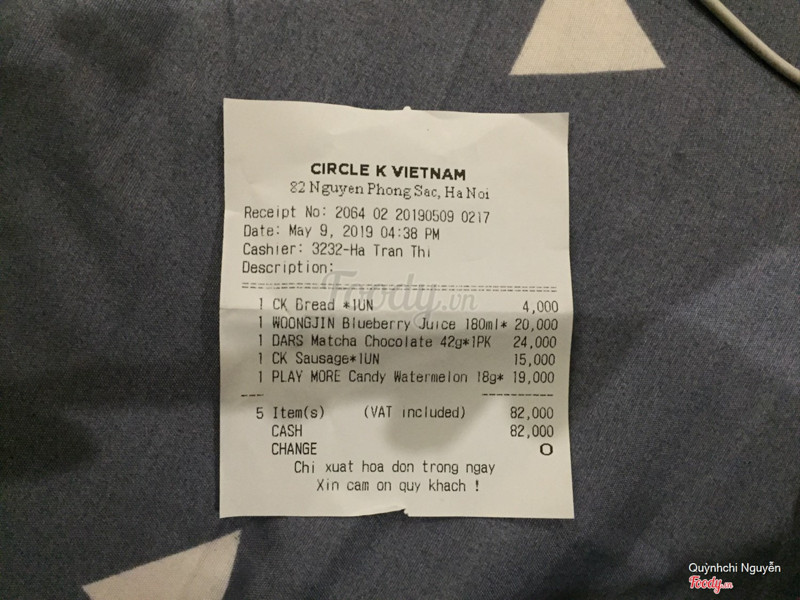 CIRCLE K VIETNAM
82 Nguyen Phong Sac, Ha Noi
Receipt No: 2064 02 20190509 0217
Date: May 9, 2019 04:38 PM
Cashier: 3232-Ha Tran Thi
Description:
Foody.vn
1 CK Bread *1UN 4,000
1 WOONGJIN Blueberry Juice 180ml* 20,000
1 DARS Matcha Chocolate 42g*1PK 24,000
1 CK Sausage*1UN 15,000
1 PLAY MORE Candy Watermelon 18g* 19,000
5 Item(s) (VAT included) 82,000
CASH 82,000
CHANGE 0
Chi xuat hoa don trong ngay
Xin cam on quy khach !
Quỳnhchi Nguyễn
Foody.vn